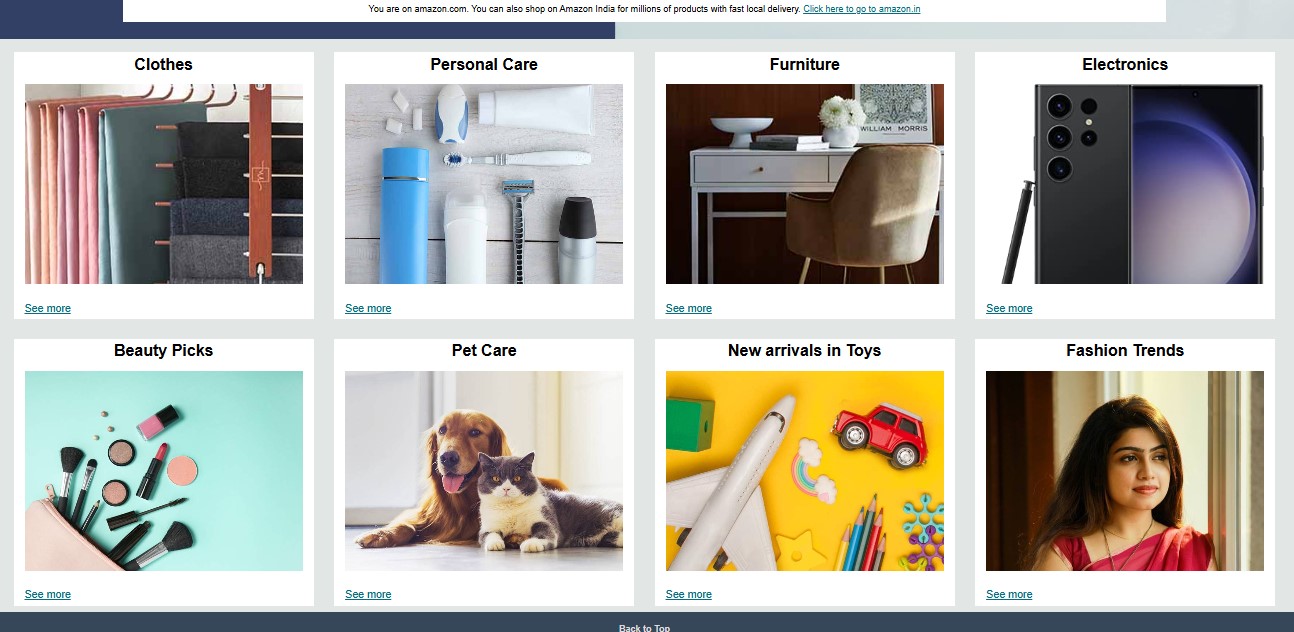 You are on amazon.com. You can also shop on Amazon India for millions of products with fast local delivery. Click here to go to amazon.in
Clothes
Personal Care
Furniture
Electronics
WILLIAM MORRIS
See more
See more
See more
See more
Beauty Picks
Pet Care
New arrivals in Toys
Fashion Trends
See more
See more
See more
See more
Back to Top